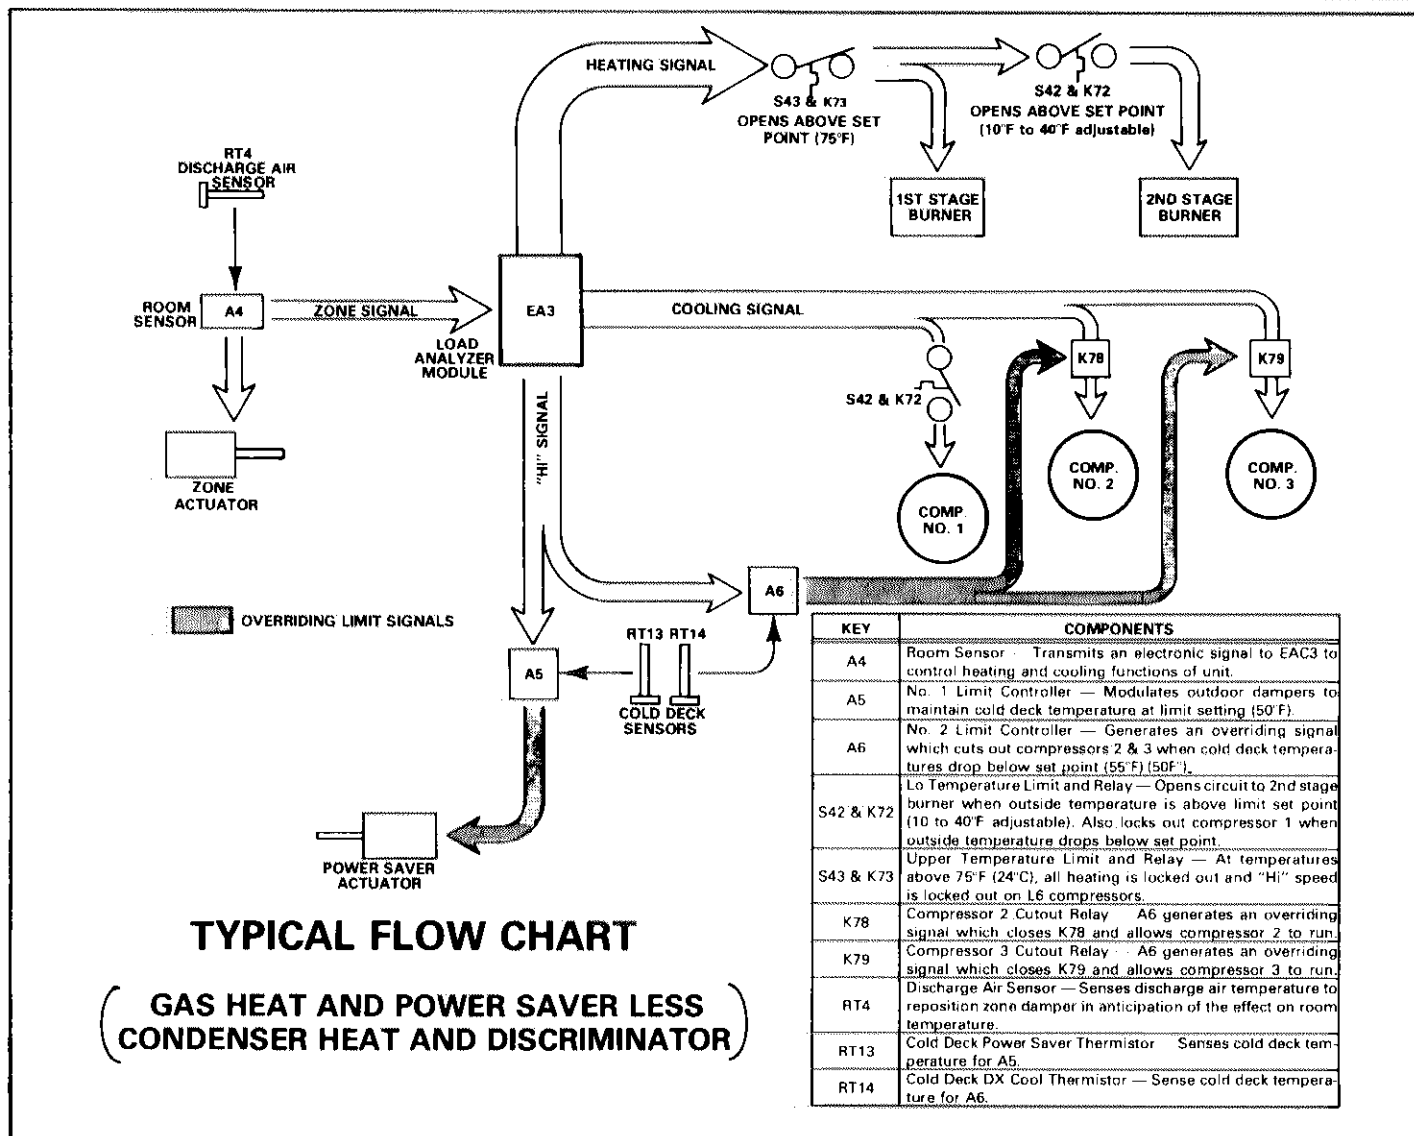 HEATING SIGNAL
S43 & K73
OPENS ABOVE SET
POINT (75°F)
S42 & K72
OPENS ABOVE SET POINT
(10°F to 40°F adjustable)
RT4
DISCHARGE AIR
SENSOR
1ST STAGE
BURNER
2ND STAGE
BURNER
ROOM
SENSOR
A4
ZONE SIGNAL
EA3
LOAD
ANALYZER
MODULE
COOLING SIGNAL
K78
K79
S42 & K72
"HI" SIGNAL
ZONE
ACTUATOR
COMP.
NO. 1
COMP.
NO. 2
COMP.
NO. 3
A6
OVERRIDING LIMIT SIGNALS
RT13 RT14
A5
COLD DECK
SENSORS
POWER SAVER
ACTUATOR
TYPICAL FLOW CHART
(GAS HEAT AND POWER SAVER LESS
CONDENSER HEAT AND DISCRIMINATOR)
KEY COMPONENTS
A4 Room Sensor - Transmits an electronic signal to EAC3 to
control heating and cooling functions of unit.
A5 No. 1 Limit Controller — Modulates outdoor dampers to
maintain cold deck temperature at limit setting (50°F).
A6 No. 2 Limit Controller — Generates an overriding signal
which cuts out compressors 2 & 3 when cold deck tempera-
tures drop below set point (55°F) (50F°).
S42 & K72 Lo Temperature Limit and Relay — Opens circuit to 2nd stage
burner when outside temperature is above limit set point
(10 to 40°F adjustable). Also locks out compressor 1 when
outside temperature drops below set point.
S43 & K73 Upper Temperature Limit and Relay — At temperatures
above 75°F (24°C), all heating is locked out and "Hi" speed
is locked out on L6 compressors.
K78 Compressor 2 Cutout Relay A6 generates an overriding
signal which closes K78 and allows compressor 2 to run.
K79 Compressor 3 Cutout Relay - A6 generates an overriding
signal which closes K79 and allows compressor 3 to run.
RT4 Discharge Air Sensor — Senses discharge air temperature to
reposition zone damper in anticipation of the effect on room
temperature.
RT13 Cold Deck Power Saver Thermistor Senses cold deck tem-
perature for A5.
RT14 Cold Deck DX Cool Thermistor — Sense cold deck tempera-
ture for A6.